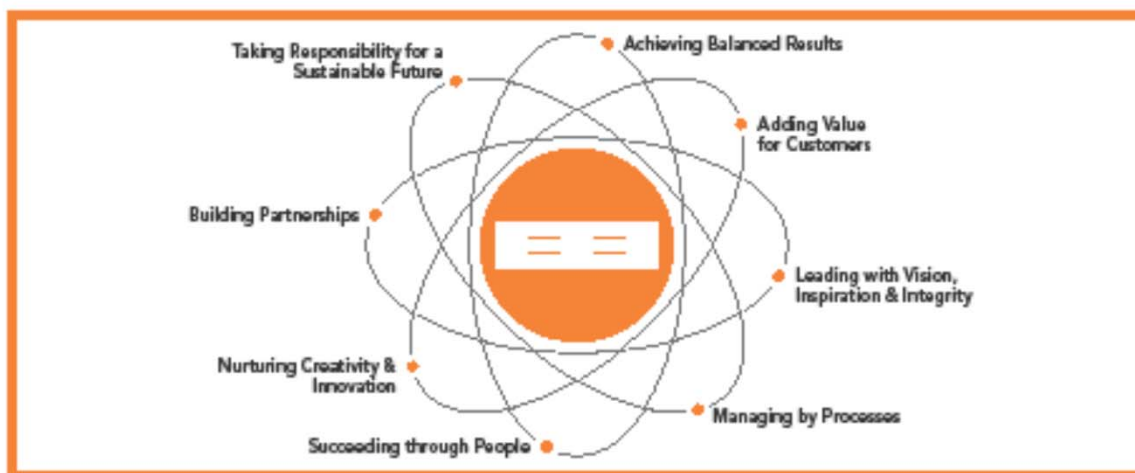 Achieving Balanced Results
Taking Responsibility for a
Sustainable Future
Adding Value
for Customers
Building Partnerships
Leading with Vision,
Inspiration & Integrity
Nurturing Creativity &
Innovation
Managing by Processes
Succeeding through People